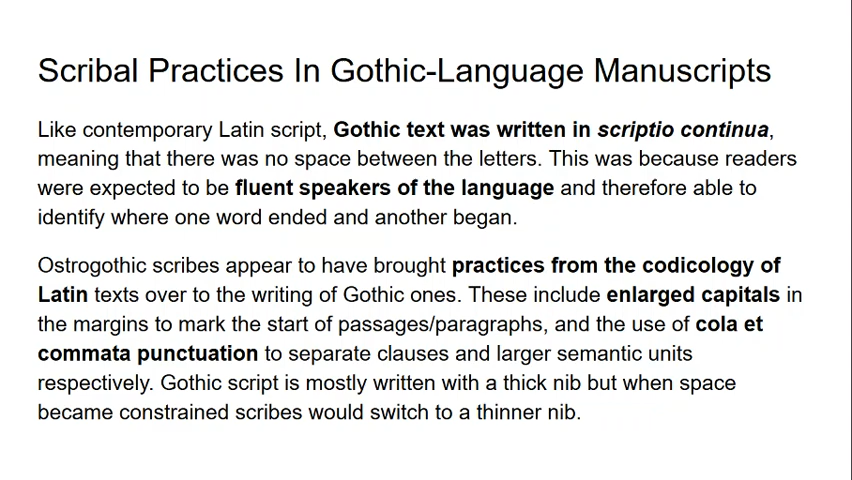 Scribal Practices In Gothic-Language Manuscripts
Like contemporary Latin script, Gothic text was written in scriptio continua,
meaning that there was no space between the letters. This was because readers
were expected to be fluent speakers of the language and therefore able to
identify where one word ended and another began.
Ostrogothic scribes appear to have brought practices from the codicology of
Latin texts over to the writing of Gothic ones. These include enlarged capitals in
the margins to mark the start of passages/paragraphs, and the use of cola et
commata punctuation to separate clauses and larger semantic units
respectively. Gothic script is mostly written with a thick nib but when space
became constrained scribes would switch to a thinner nib.